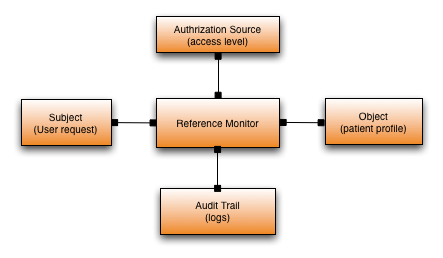 Authrization Source
(access level)
Subject
(User request)
Reference Monitor
Object
(patient profile)
Audit Trail
(logs)